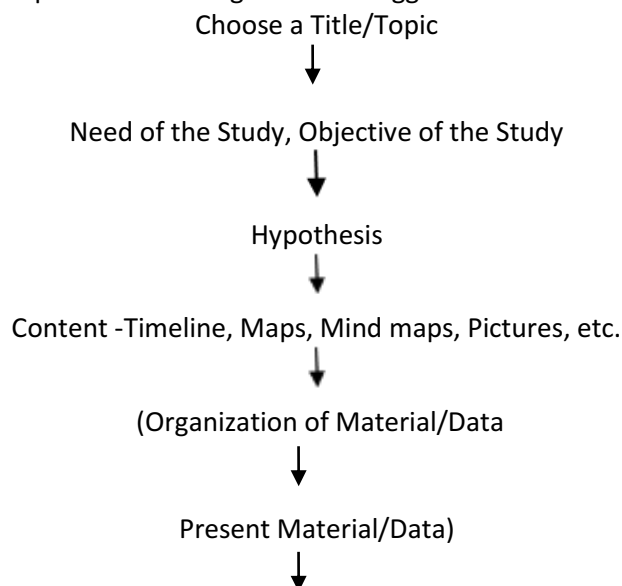 Choose a Title/Topic
Need of the Study, Objective of the Study
Hypothesis
Content -Timeline, Maps, Mind maps, Pictures, etc.
(Organization of Material/Data
Present Material/Data)